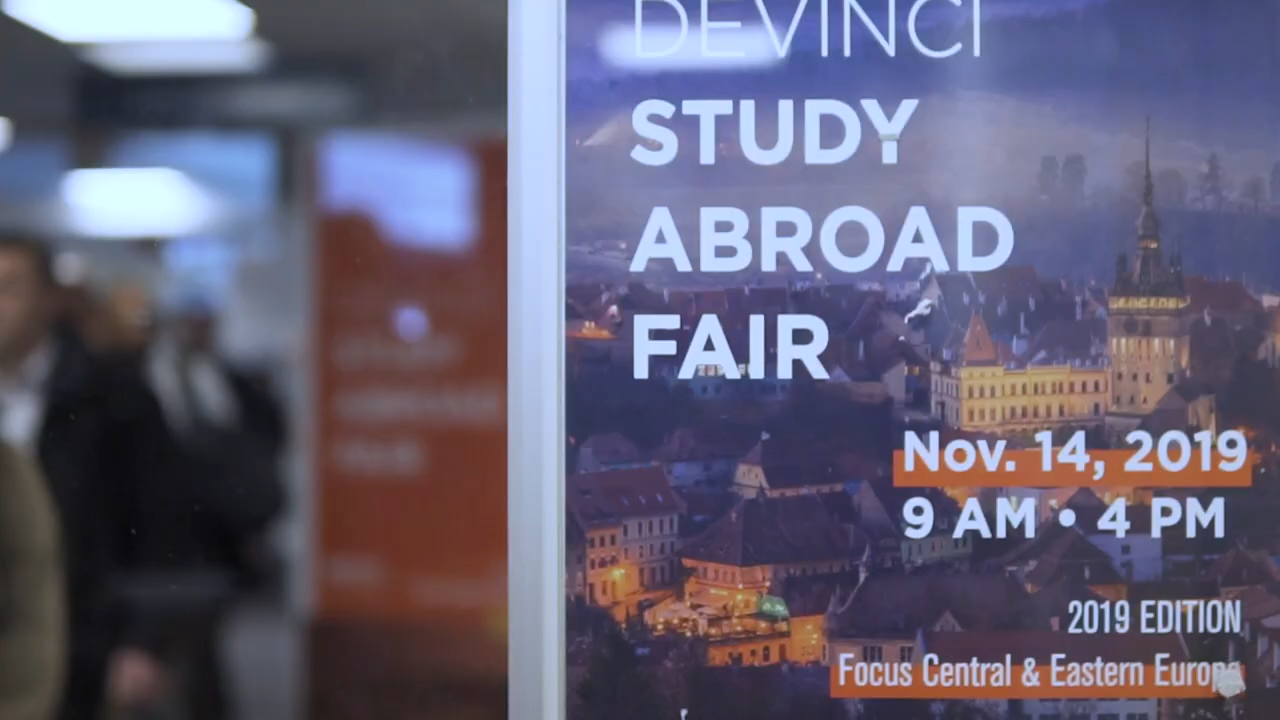 DEVINCI
STUDY
ABROAD
FAIR
Nov. 14, 2019
9 AM • 4 PM
2019 EDITION
Focus Central & Eastern Europe